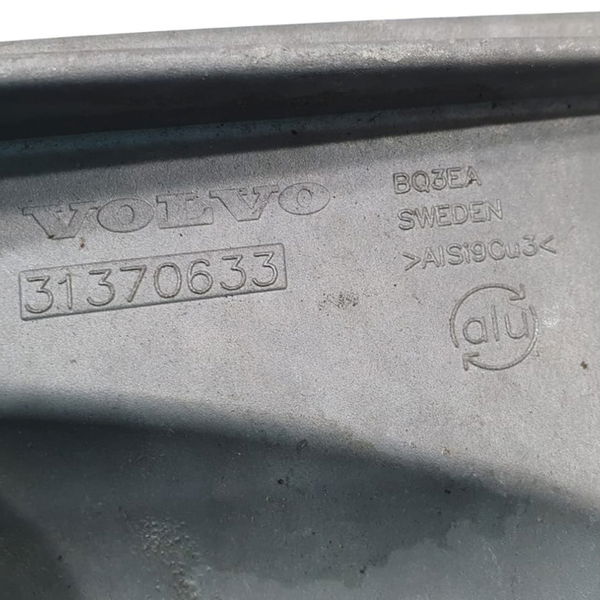 VOLVO
31370633
BQ3EA
SWEDEN
>AlSi9Cu3<
alu